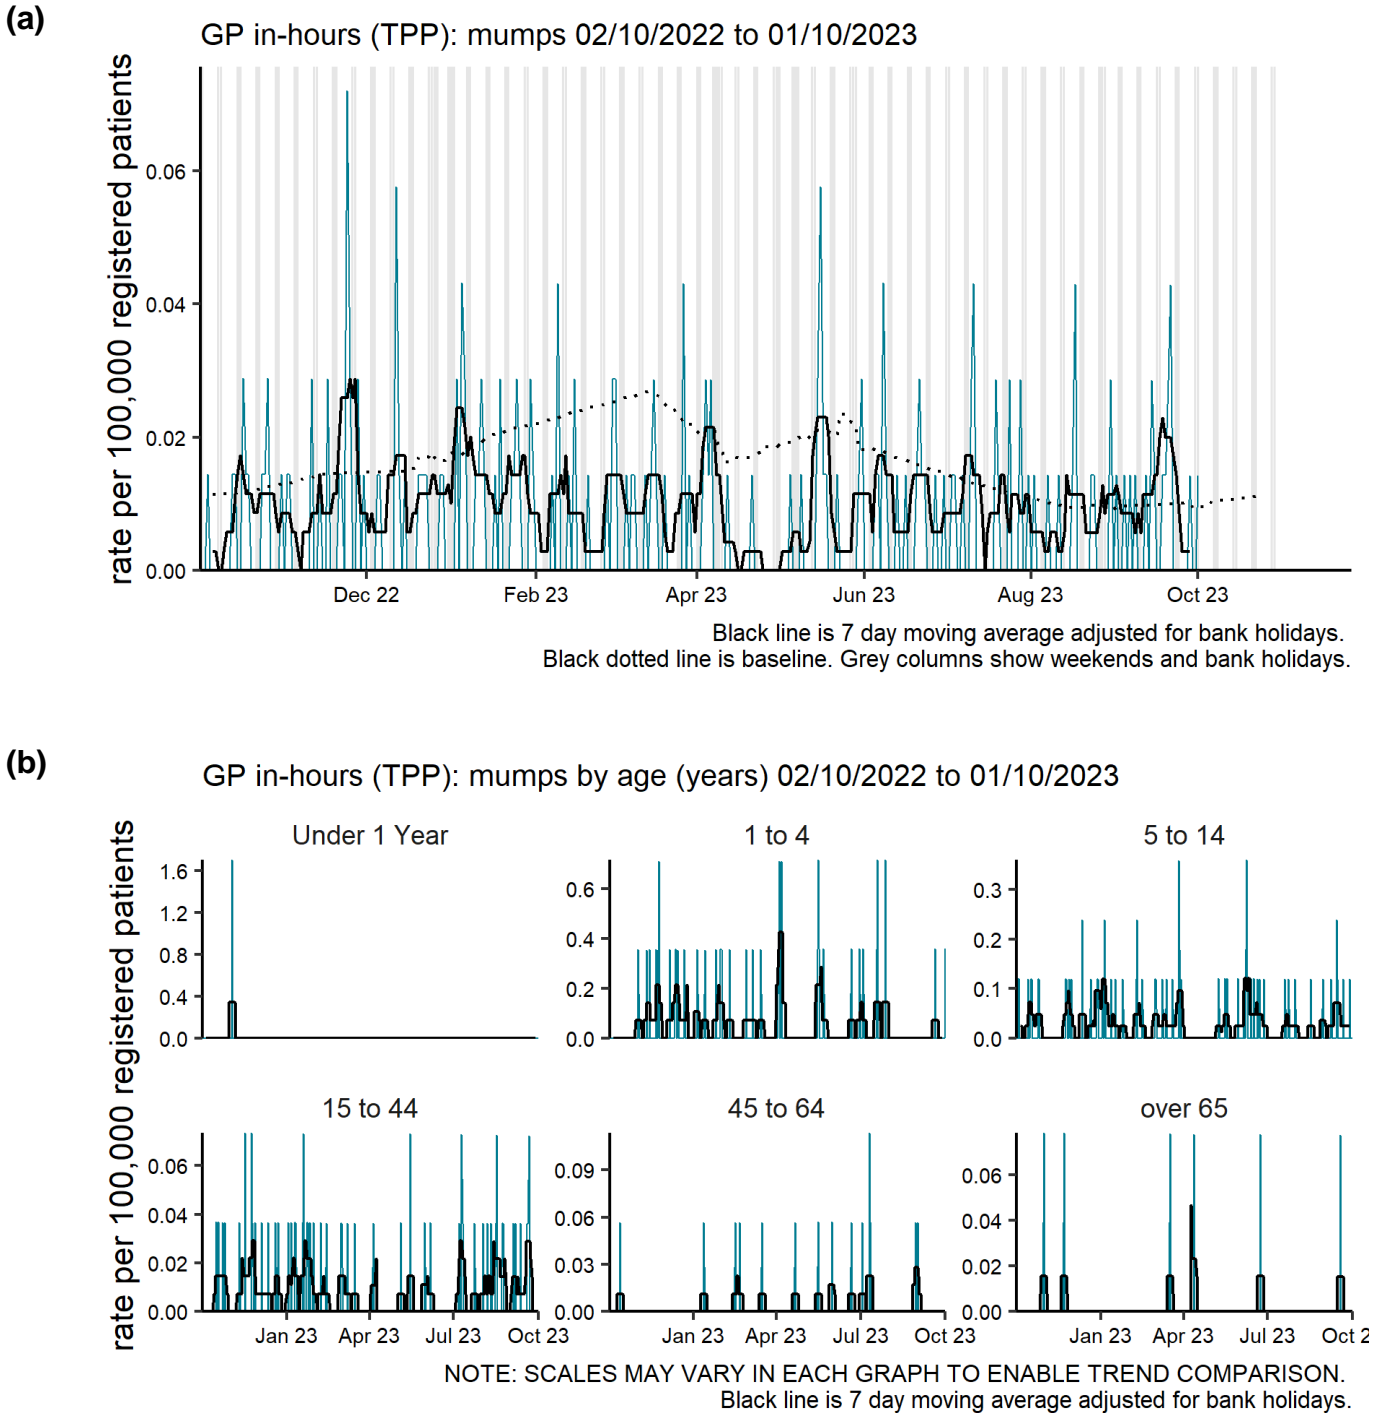 (a)
GP in-hours (TPP): mumps 02/10/2022 to 01/10/2023
rate per 100,000 registered patients
0.06
0.04
0.02
0.00
Dec 22 Feb 23 Apr 23 Jun 23 Aug 23 Oct 23
Black line is 7 day moving average adjusted for bank holidays.
Black dotted line is baseline. Grey columns show weekends and bank holidays.
(b)
GP in-hours (TPP): mumps by age (years) 02/10/2022 to 01/10/2023
rate per 100,000 registered patients
Under 1 Year
1.6
1.2
0.8
0.4
0.0
1 to 4
0.6
0.4
0.2
0.0
5 to 14
0.3
0.2
0.1
0.0
15 to 44
0.06
0.04
0.02
0.00
Jan 23 Apr 23 Jul 23 Oct 23
45 to 64
0.09
0.06
0.03
0.00
Jan 23 Apr 23 Jul 23 Oct 23
over 65
0.06
0.04
0.02
0.00
Jan 23 Apr 23 Jul 23 Oct 2
NOTE: SCALES MAY VARY IN EACH GRAPH TO ENABLE TREND COMPARISON.
Black line is 7 day moving average adjusted for bank holidays.